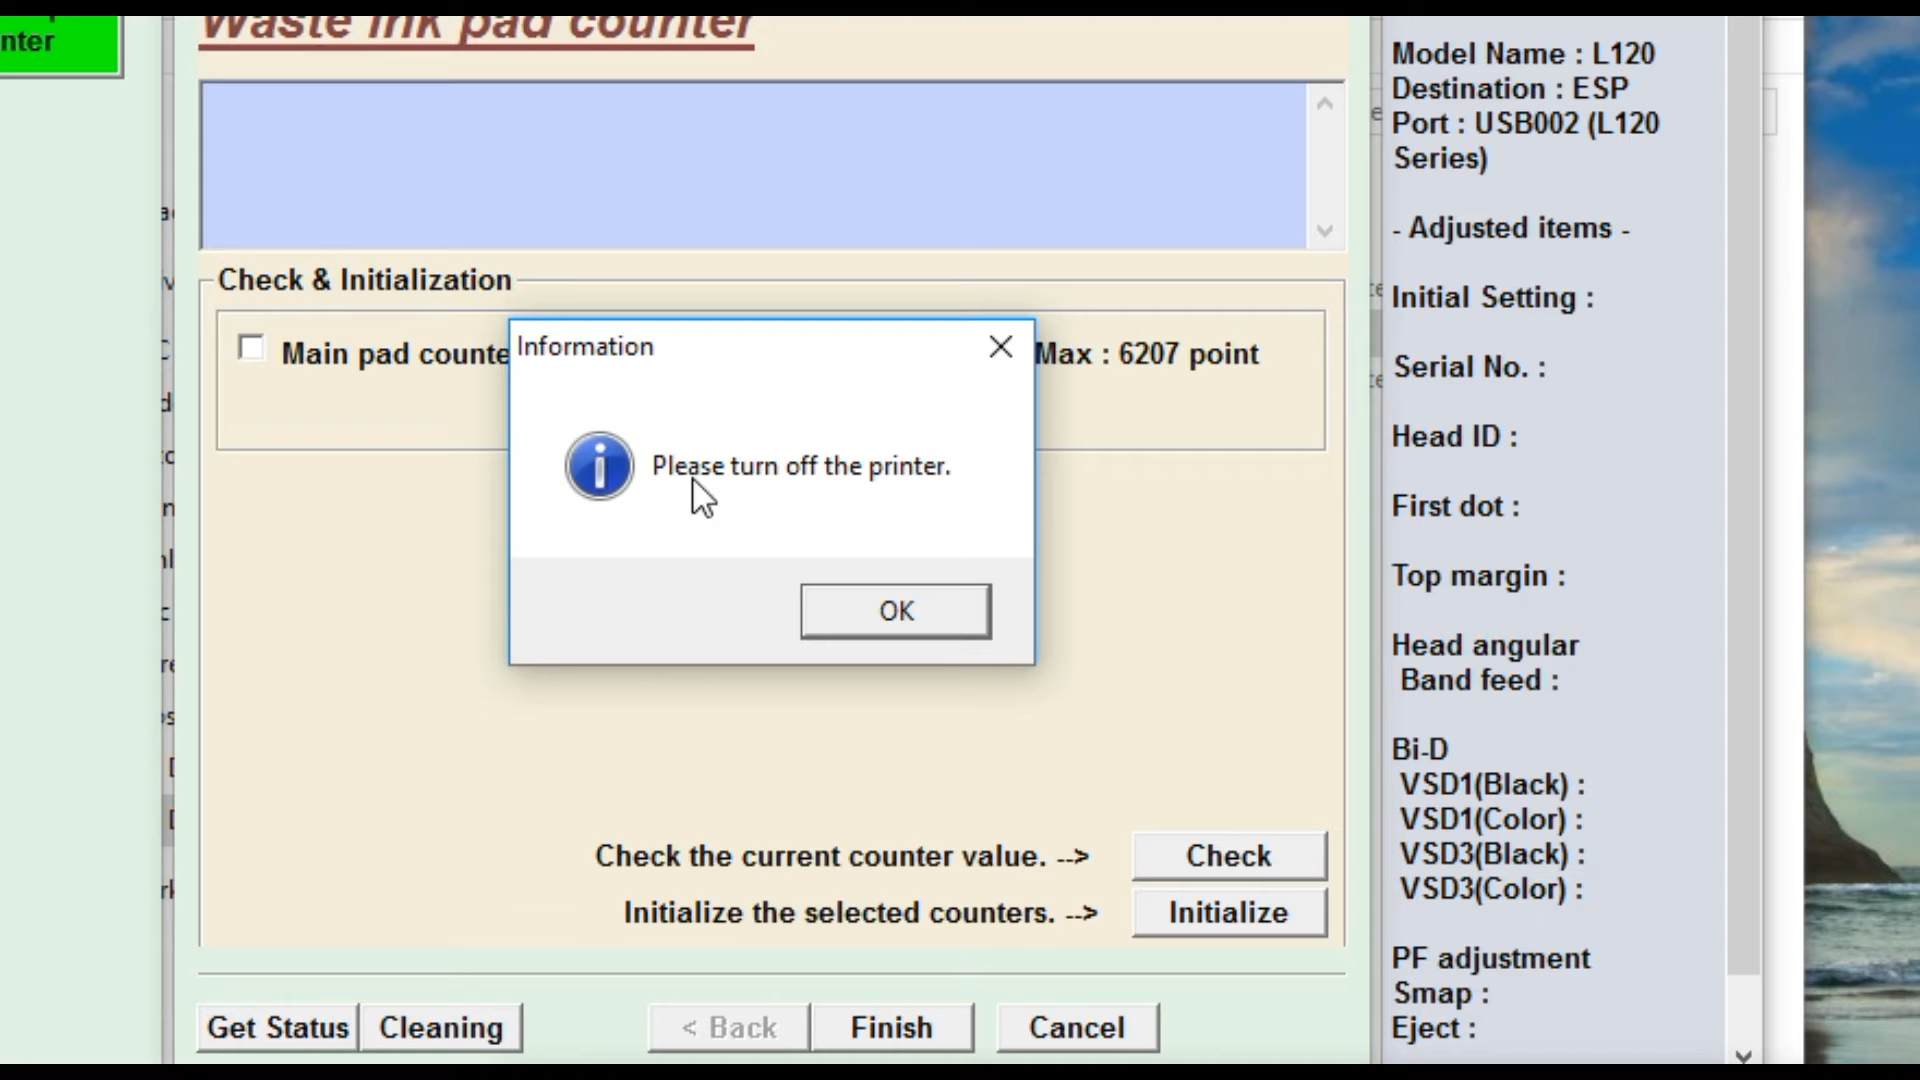 nter
Waste ink pad counter
Check & Initialization
Main pad counte
Max : 6207 point
Information
Please turn off the printer.
OK
Check the current counter value. -->
Check
Initialize the selected counters. -->
Initialize
Get Status
Cleaning
< Back
Finish
Cancel
Model Name : L120
Destination : ESP
Port : USB002 (L120
Series)
- Adjusted items -
Initial Setting :
Serial No. :
Head ID :
First dot :
Top margin :
Head angular
Band feed :
Bi-D
VSD1(Black) :
VSD1(Color) :
VSD3(Black) :
VSD3(Color) :
PF adjustment
Smap :
Eject :